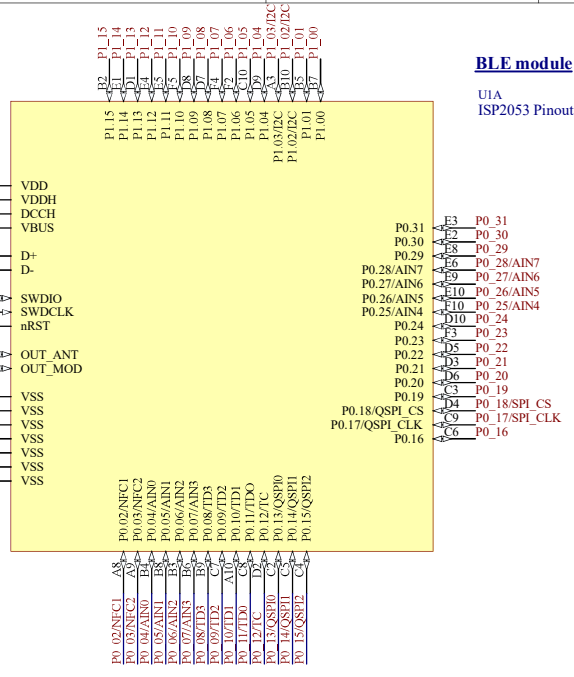 P1_15
P1_14
P1_13
P1_12
P1_11
P1_10
P1_09
P1_08
P1_07
P1_06
P1_05
P1_04
P1_03/I2C
P1_02/I2C
P1_01
P1_00
B2
E1
D1
E4
E5
F5
D8
D7
F4
F2
C10
D9
A3
B10
B5
B7
BLE module
U1A
ISP2053 Pinout
P1.15
P1.14
P1.13
P1.12
P1.11
P1.10
P1.09
P1.08
P1.07
P1.06
P1.05
P1.04
P1.03/I2C
P1.02/I2C
P1.01
P1.00
VDD
VDDH
DCCH
VBUS
D+
D-
SWDIO
SWDCLK
nRST
OUT_ANT
OUT_MOD
VSS
VSS
VSS
VSS
VSS
VSS
VSS
P0.31 E3 P0_31
P0.30 E2 P0_30
P0.29 E8 P0_29
P0.28/AIN7 E6 P0_28/AIN7
P0.27/AIN6 E9 P0_27/AIN6
P0.26/AIN5 E10 P0_26/AIN5
P0.25/AIN4 F10 P0_25/AIN4
P0.24 D10 P0_24
P0.23 F3 P0_23
P0.22 D5 P0_22
P0.21 D3 P0_21
P0.20 D6 P0_20
P0.19 C3 P0_19
P0.18/QSPI_CS D4 P0_18/SPI_CS
P0.17/QSPI_CLK C9 P0_17/SPI_CLK
P0.16 C6 P0_16
P0.02/NFC1
P0.03/NFC2
P0.04/AIN0
P0.05/AIN1
P0.06/AIN2
P0.07/AIN3
P0.08/TD3
P0.09/TD2
P0.10/TD1
P0.11/TDO
P0.12/TC
P0.13/QSPI0
P0.14/QSPI1
P0.15/QSPI2
A8
A9
B4
B8
B3
B6
B9
C7
A10
C8
D2
C2
C5
C4
P0_02/NFC1
P0_03/NFC2
P0_04/AIN0
P0_05/AIN1
P0_06/AIN2
P0_07/AIN3
P0_08/TD3
P0_09/TD2
P0_10/TD1
P0_11/TD0
P0_12/TC
P0_13/QSPI0
P0_14/QSPI1
P0_15/QSPI2